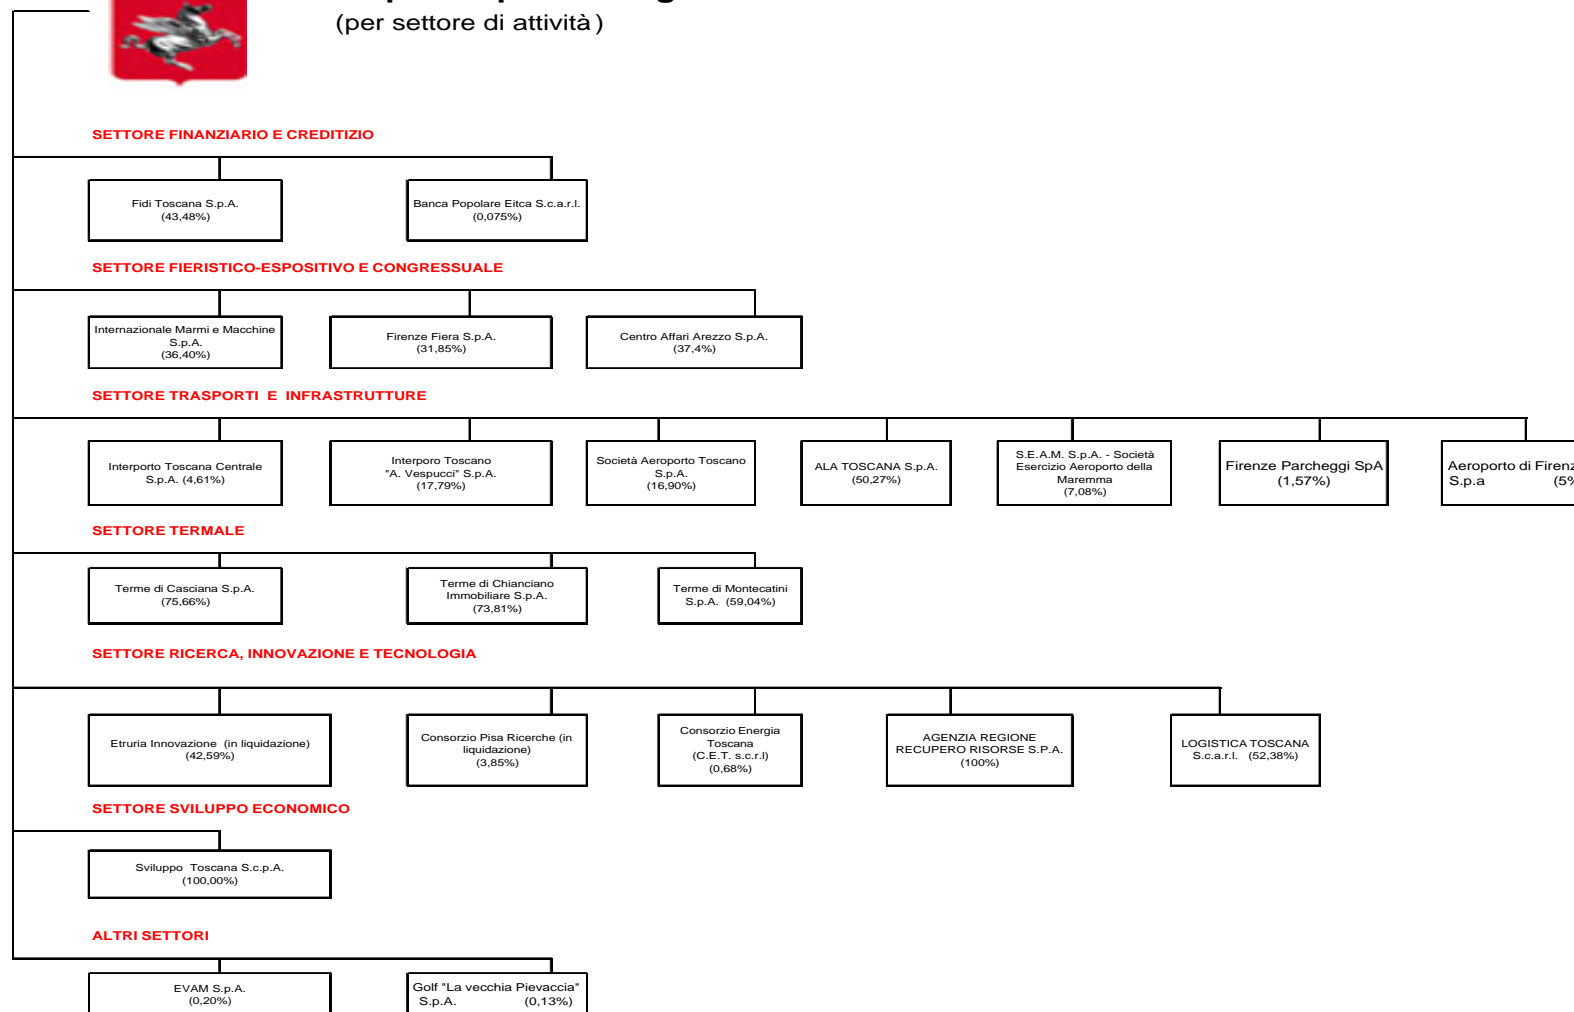 (per settore di attività)
SETTORE FINANZIARIO E CREDITIZIO
Fidi Toscana S.p.A.
(43,48%)
Banca Popolare Eitca S.c.a.r.l.
(0,075%)
SETTORE FIERISTICO-ESPOSITIVO E CONGRESSUALE
Internazionale Marmi e Macchine
S.p.A.
(36,40%)
Firenze Fiera S.p.A.
(31,85%)
Centro Affari Arezzo S.p.A.
(37,4%)
SETTORE TRASPORTI E INFRASTRUTTURE
Interporto Toscana Centrale
S.p.A. (4,61%)
Interporo Toscano
"A. Vespucci" S.p.A.
(17,79%)
Società Aeroporto Toscano
S.p.A.
(16,90%)
ALA TOSCANA S.p.A.
(50,27%)
S.E.A.M. S.p.A. - Società
Esercizio Aeroporto della
Maremma
(7,08%)
Firenze Parcheggi SpA
(1,57%)
Aeroporto di Firenz
S.p.a (5%
SETTORE TERMALE
Terme di Casciana S.p.A.
(75,66%)
Terme di Chianciano
Immobiliare S.p.A.
(73,81%)
Terme di Montecatini
S.p.A. (59,04%)
SETTORE RICERCA, INNOVAZIONE E TECNOLOGIA
Etruria Innovazione (in liquidazione)
(42,59%)
Consorzio Pisa Ricerche (in
liquidazione)
(3,85%)
Consorzio Energia
Toscana
(C.E.T. s.c.r.l)
(0,68%)
AGENZIA REGIONE
RECUPERO RISORSE S.P.A.
(100%)
LOGISTICA TOSCANA
S.c.a.r.l. (52,38%)
SETTORE SVILUPPO ECONOMICO
Sviluppo Toscana S.c.p.A.
(100,00%)
ALTRI SETTORI
EVAM S.p.A.
(0,20%)
Golf "La vecchia Pievaccia"
S.p.A. (0,13%)